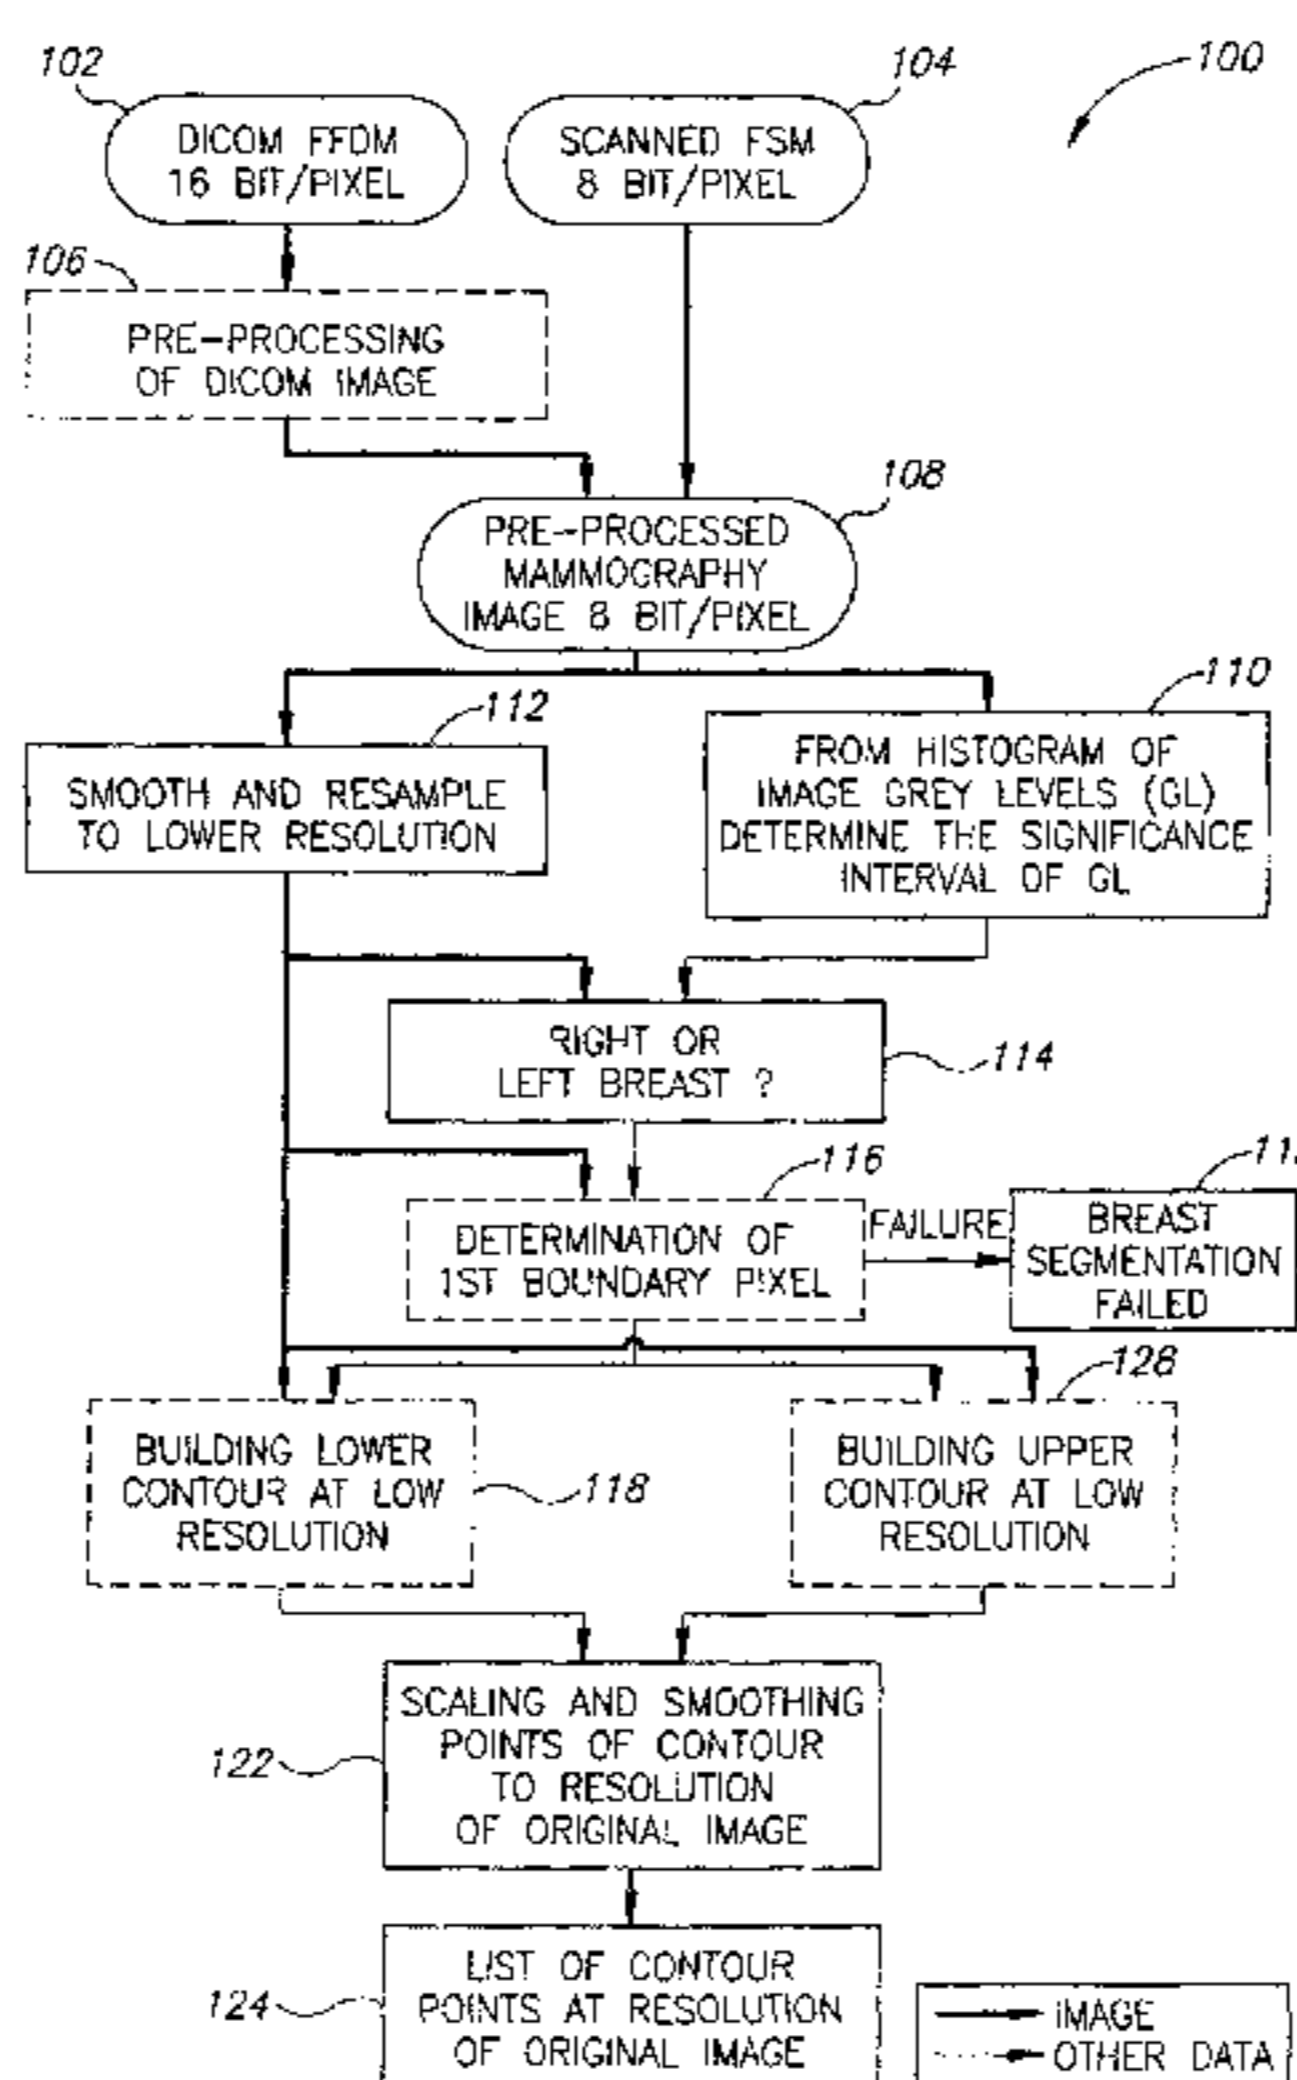 102
104
100
DICOM FFDM
16 BIT/PIXEL
SCANNED FSM
8 BIT/PIXEL
106
PRE-PROCESSING
OF DICOM IMAGE
108
PRE-PROCESSED
MAMMOGRAPHY
IMAGE 8 BIT/PIXEL
110
112
FROM HISTOGRAM OF
IMAGE GREY LEVELS (GL)
DETERMINE THE SIGNIFICANCE
INTERVAL OF GL
SMOOTH AND RESAMPLE
TO LOWER RESOLUTION
RIGHT OR
LEFT BREAST ?
114
116
DETERMINATION OF
1ST BOUNDARY PIXEL
FAILURE
BREAST
SEGMENTATION
FAILED
126
BUILDING LOWER
CONTOUR AT LOW
RESOLUTION
118
BUILDING UPPER
CONTOUR AT LOW
RESOLUTION
SCALING AND SMOOTHING
POINTS OF CONTOUR
TO RESOLUTION
OF ORIGINAL IMAGE
122
LIST OF CONTOUR
POINTS AT RESOLUTION
OF ORIGINAL IMAGE
124
IMAGE
OTHER DATA